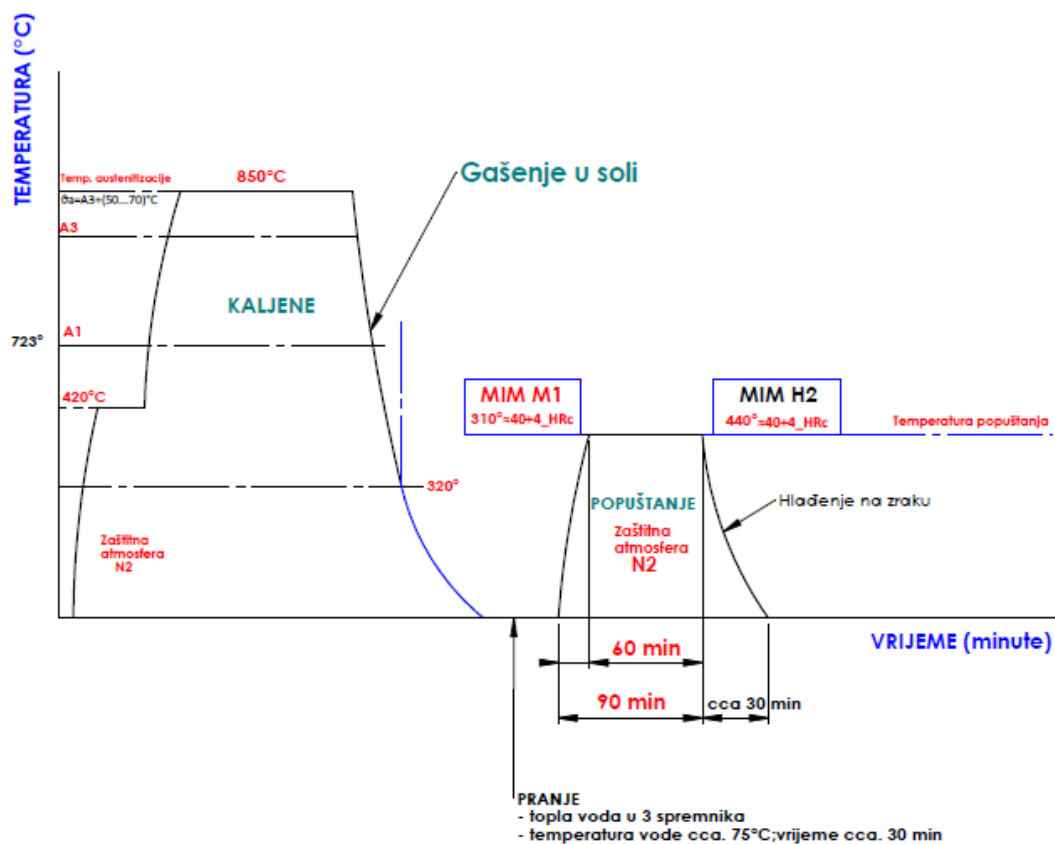 TEMPERATURA (°C)
Temp. austenitizacije
850°C
Gašenje u soli
ϑa=A3+(50...70)°C
A3
KALJENE
A1
723°
420°C
MIM M1
310°=40+4_HRc
MIM H2
440°=40+4_HRc
Temperatura popuštanja
320°
POPUŠTANJE
Zaštitna
atmosfera
N2
Hlađenje na zraku
Zaštitna
atmosfera
N2
VRIJEME (minute)
60 min
90 min
cca 30 min
PRANJE
- topla voda u 3 spremnika
- temperatura vode cca. 75°C;vrijeme cca. 30 min